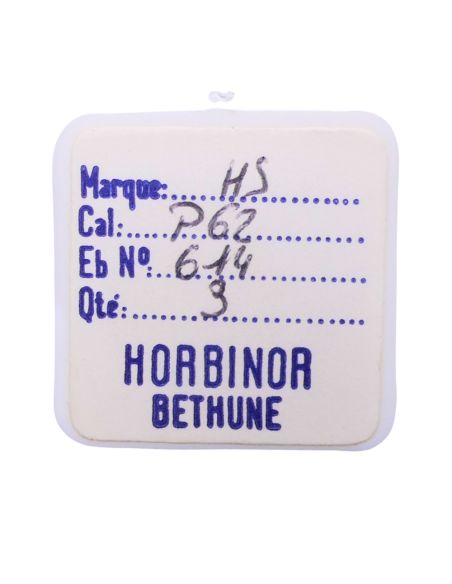 Marque: HS
Cal: P62
Eb Nº: 614
Qté: 3
HORBINOR
BETHUNE